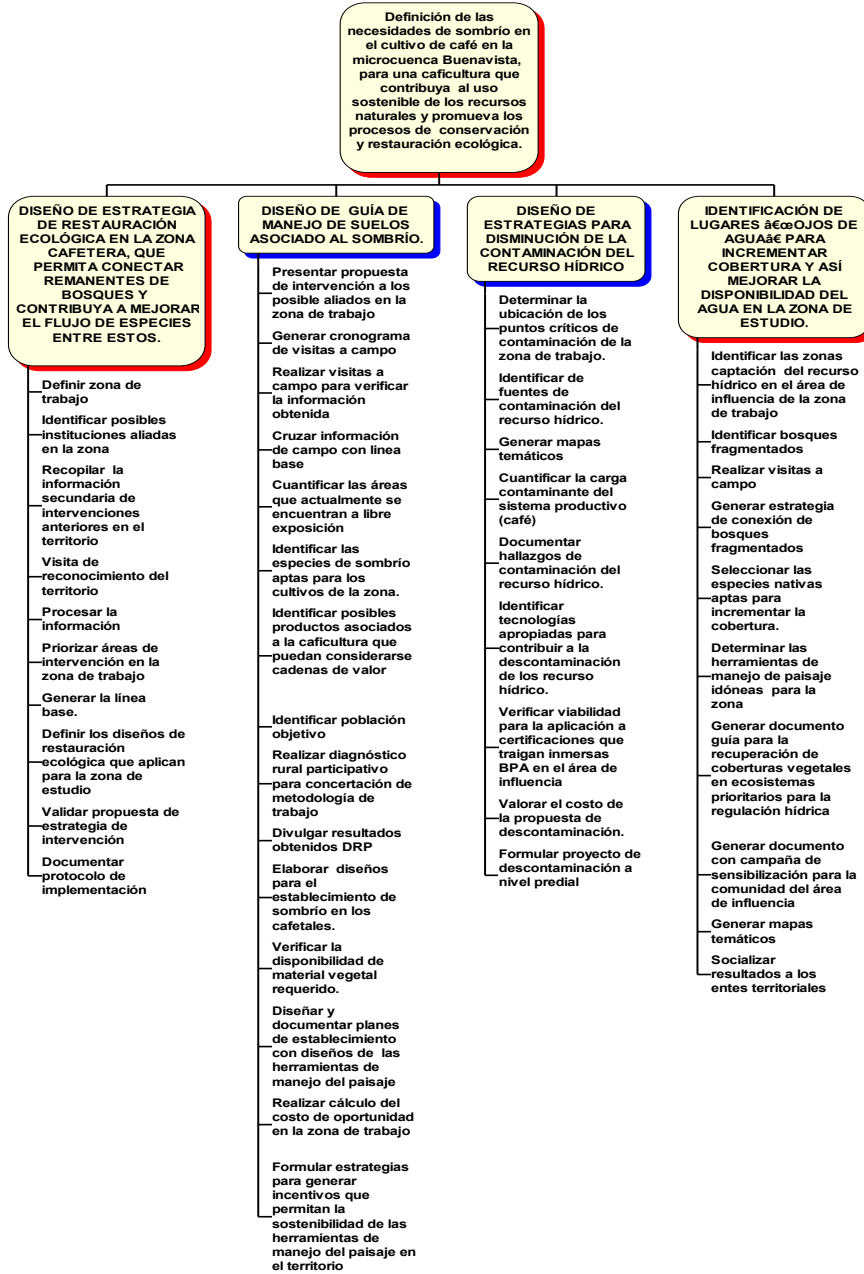 Definición de las
necesidades de sombrío en
el cultivo de café en la
microcuenca Buenavista,
para una caficultura que
contribuya al uso
sostenible de los recursos
naturales y promueva los
procesos de conservación
y restauración ecológica.
DISEÑO DE ESTRATEGIA
DE RESTAURACIÓN
ECOLÓGICA EN LA ZONA
CAFETERA, QUE
PERMITA CONECTAR
REMANENTES DE
BOSQUES Y
CONTRIBUYA A MEJORAR
EL FLUJO DE ESPECIES
ENTRE ESTOS.
Definir zona de
trabajo
Identificar posibles
instituciones aliadas
en la zona
Recopilar la
información
secundaria de
intervenciones
anteriores en el
territorio
Visita de
reconocimiento del
territorio
Procesar la
información
Priorizar áreas de
intervención en la
zona de trabajo
Generar la línea
base.
Definir los diseños de
restauración
ecológica que aplican
para la zona de
estudio
Validar propuesta de
estrategia de
intervención
Documentar
protocolo de
implementación
DISEÑO DE GUÍA DE
MANEJO DE SUELOS
ASOCIADO AL SOMBRÍO.
Presentar propuesta
de intervención a los
posible aliados en la
zona de trabajo
Generar cronograma
de visitas a campo
Realizar visitas a
campo para verificar
la información
obtenida
Cruzar información
de campo con linea
base
Cuantificar las áreas
que actualmente se
encuentran a libre
exposición
Identificar las
especies de sombrío
aptas para los
cultivos de la zona.
Identificar posibles
productos asociados
a la caficultura que
puedan considerarse
cadenas de valor
Identificar población
objetivo
Realizar diagnóstico
rural participativo
para concertación de
metodología de
trabajo
Divulgar resultados
obtenidos DRP
Elaborar diseños
para el
establecimiento de
sombrío en los
cafetales.
Verificar la
disponibilidad de
material vegetal
requerido.
Diseñar y
documentar planes
de establecimiento
con diseños de las
herramientas de
manejo del paisaje
Realizar cálculo del
costo de oportunidad
en la zona de trabajo
Formular estrategias
para generar
incentivos que
permitan la
sostenibilidad de las
herramientas de
manejo del paisaje en
el territorio
DISEÑO DE
ESTRATEGIAS PARA
DISMINUCIÓN DE LA
CONTAMINACIÓN DEL
RECURSO HÍDRICO
Determinar la
ubicación de los
puntos críticos de
contaminación de la
zona de trabajo.
Identificar de
fuentes de
contaminación del
recurso hídrico.
Generar mapas
temáticos
Cuantificar la carga
contaminante del
sistema productivo
(café)
Documentar
hallazgos de
contaminación del
recurso hídrico.
Identificar
tecnologías
apropiadas para
contribuir a la
descontaminación
de los recurso
hídrico.
Verificar viabilidad
para la aplicación a
certificaciones que
traigan inmersas
BPA en el área de
influencia
Valorar el costo de
la propuesta de
descontaminación.
Formular proyecto de
descontaminación a
nivel predial
IDENTIFICACIÓN DE
LUGARES â€œOJOS DE
AGUAâ€ PARA
INCREMENTAR
COBERTURA Y ASÍ
MEJORAR LA
DISPONIBILIDAD DEL
AGUA EN LA ZONA DE
ESTUDIO.
Identificar las zonas
captación del recurso
hídrico en el área de
influencia de la zona
de trabajo
Identificar bosques
fragmentados
Realizar visitas a
campo
Generar estrategia
de conexión de
bosques
fragmentados
Seleccionar las
especies nativas
aptas para
incrementar la
cobertura.
Determinar las
herramientas de
manejo de paisaje
idóneas para la
zona
Generar documento
guía para la
recuperación de
coberturas vegetales
en ecosistemas
prioritarios para la
regulación hídrica
Generar documento
con campaña de
sensibilización para la
comunidad del área
de influencia
Generar mapas
temáticos
Socializar
resultados a los
entes territoriales